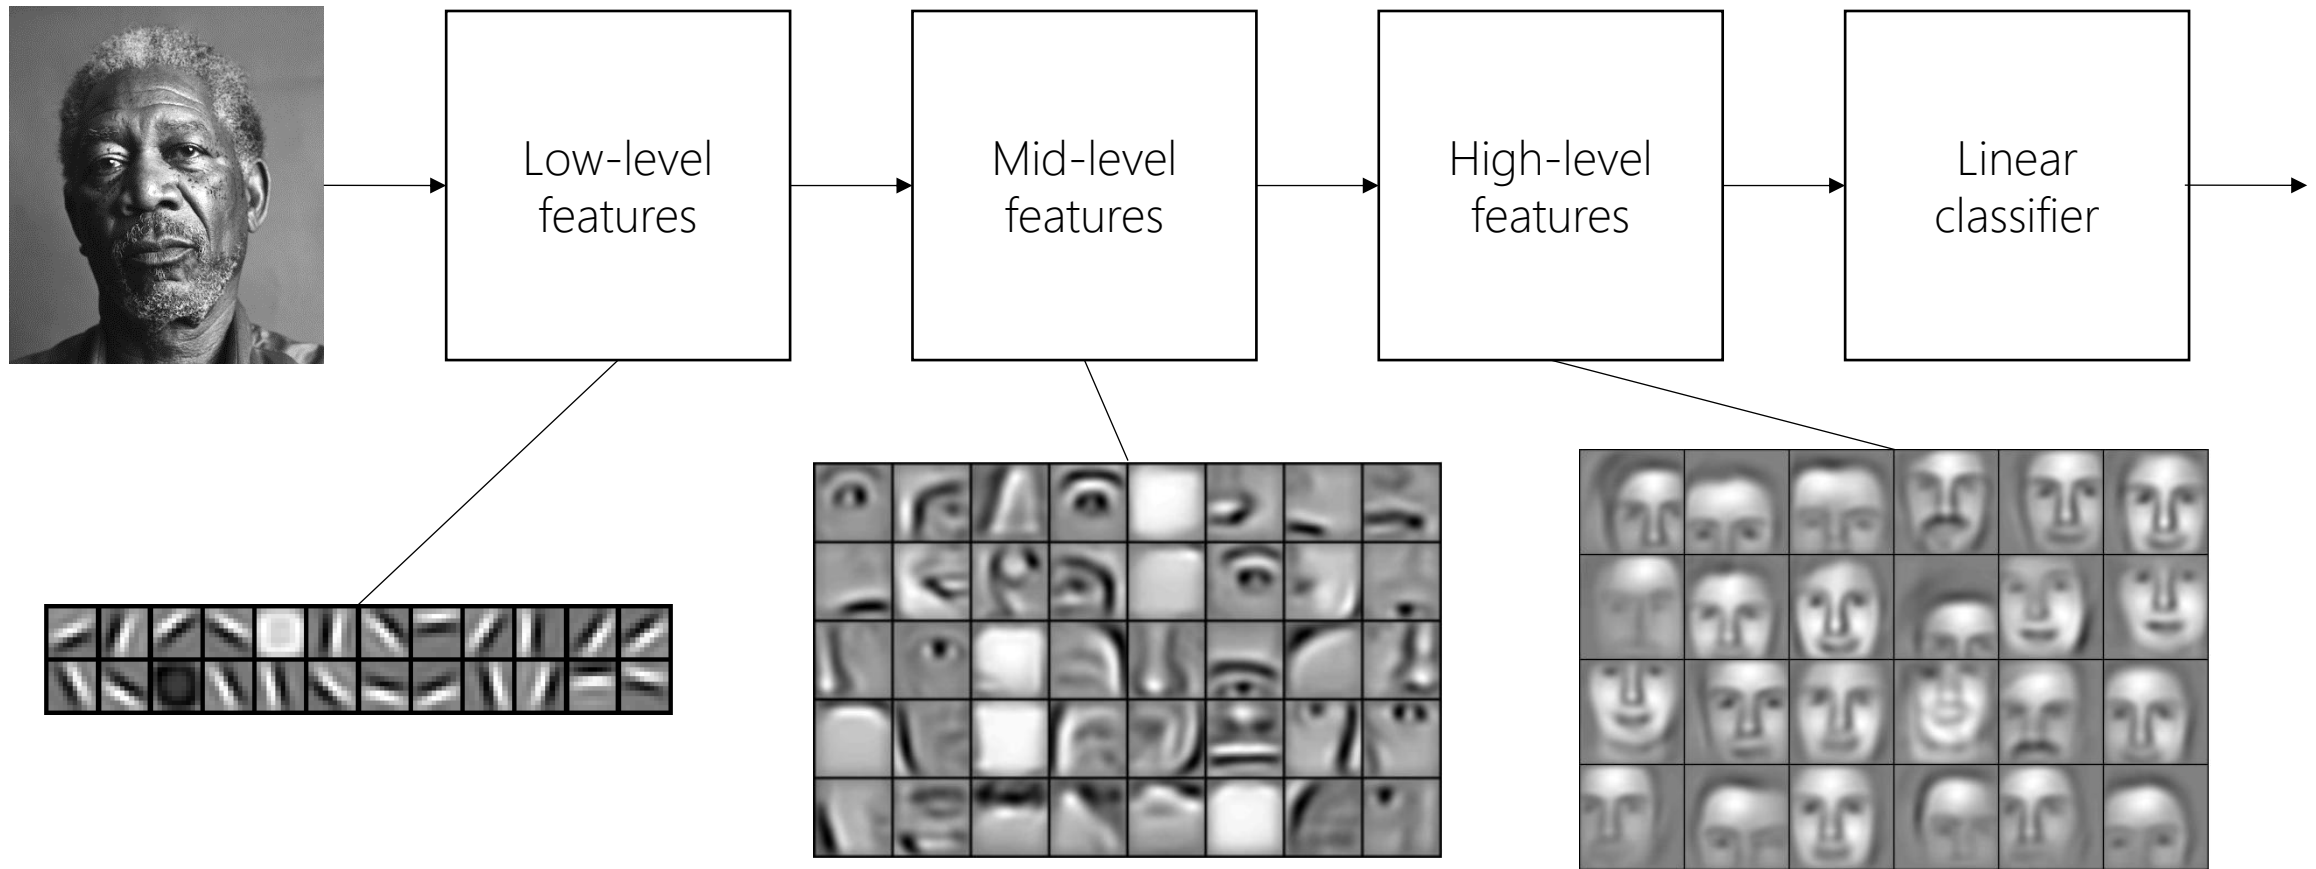 Low-level
features
Mid-level
features
High-level
features
Linear
classifier